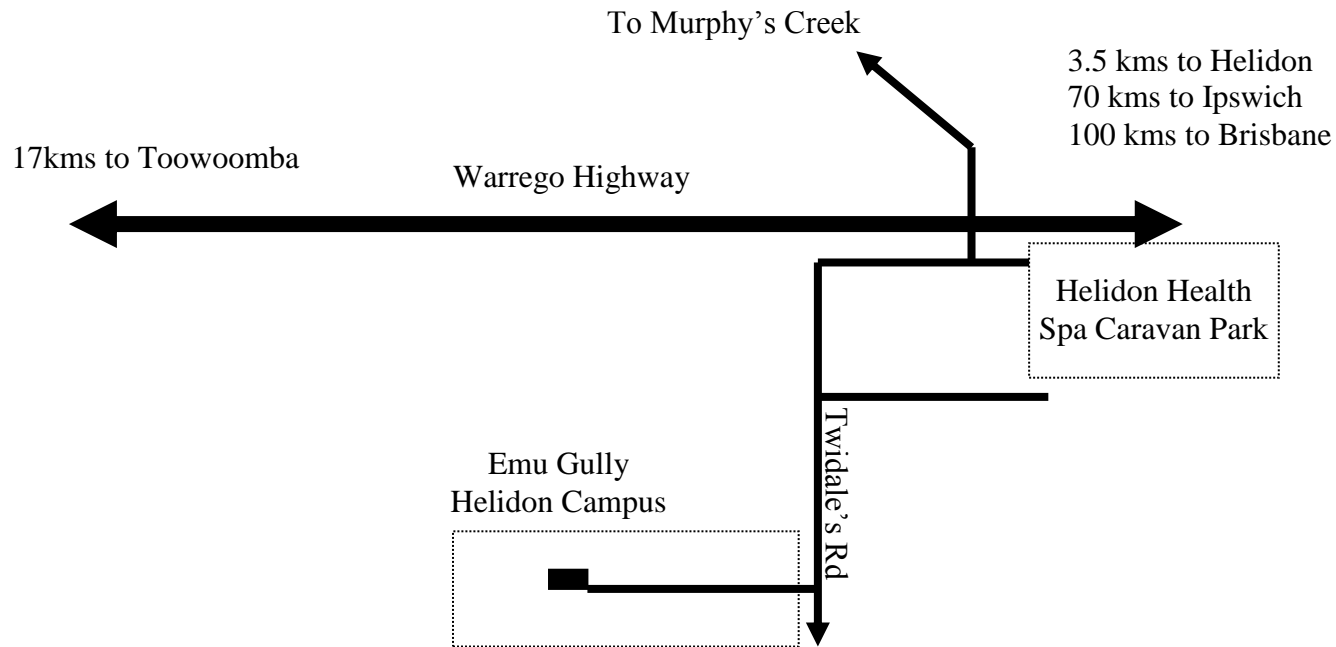 To Murphy’s Creek
3.5 kms to Helidon
70 kms to Ipswich
100 kms to Brisbane
17kms to Toowoomba
Warrego Highway
Helidon Health
Spa Caravan Park
Twidale’s Rd
Emu Gully
Helidon Campus